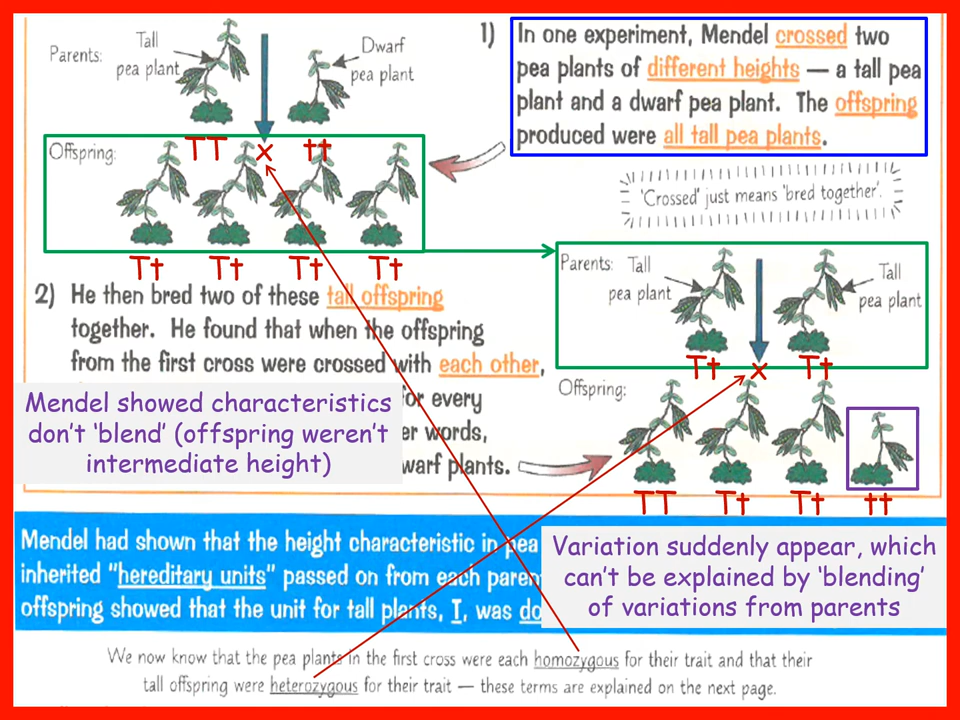 Parents:
Tall
pea plant
Dwarf
pea plant
1) In one experiment, Mendel crossed two
pea plants of different heights — a tall pea
plant and a dwarf pea plant. The offspring
produced were all tall pea plants.
Offspring:
TT x tt
Tt Tt Tt Tt
'Crossed' just means 'bred together'.
2) He then bred two of these tall offspring
together. He found that when the offspring
from the first cross were crossed with each other,
for every
words,
dwarf plants.
Mendel showed characteristics
don't 'blend' (offspring weren't
intermediate height)
Parents:
Tall
pea plant
Tall
pea plant
Tt x Tt
Offspring:
TT Tt Tt tt
Mendel had shown that the height characteristic in pea
inherited "hereditary units" passed on from each
offspring showed that the unit for tall plants, T, was
Variation suddenly appear, which
can't be explained by 'blending'
of variations from parents
We now know that the pea plants in the first cross were each homozygous for their trait and that their
tall offspring were heterozygous for their trait — these terms are explained on the next page.